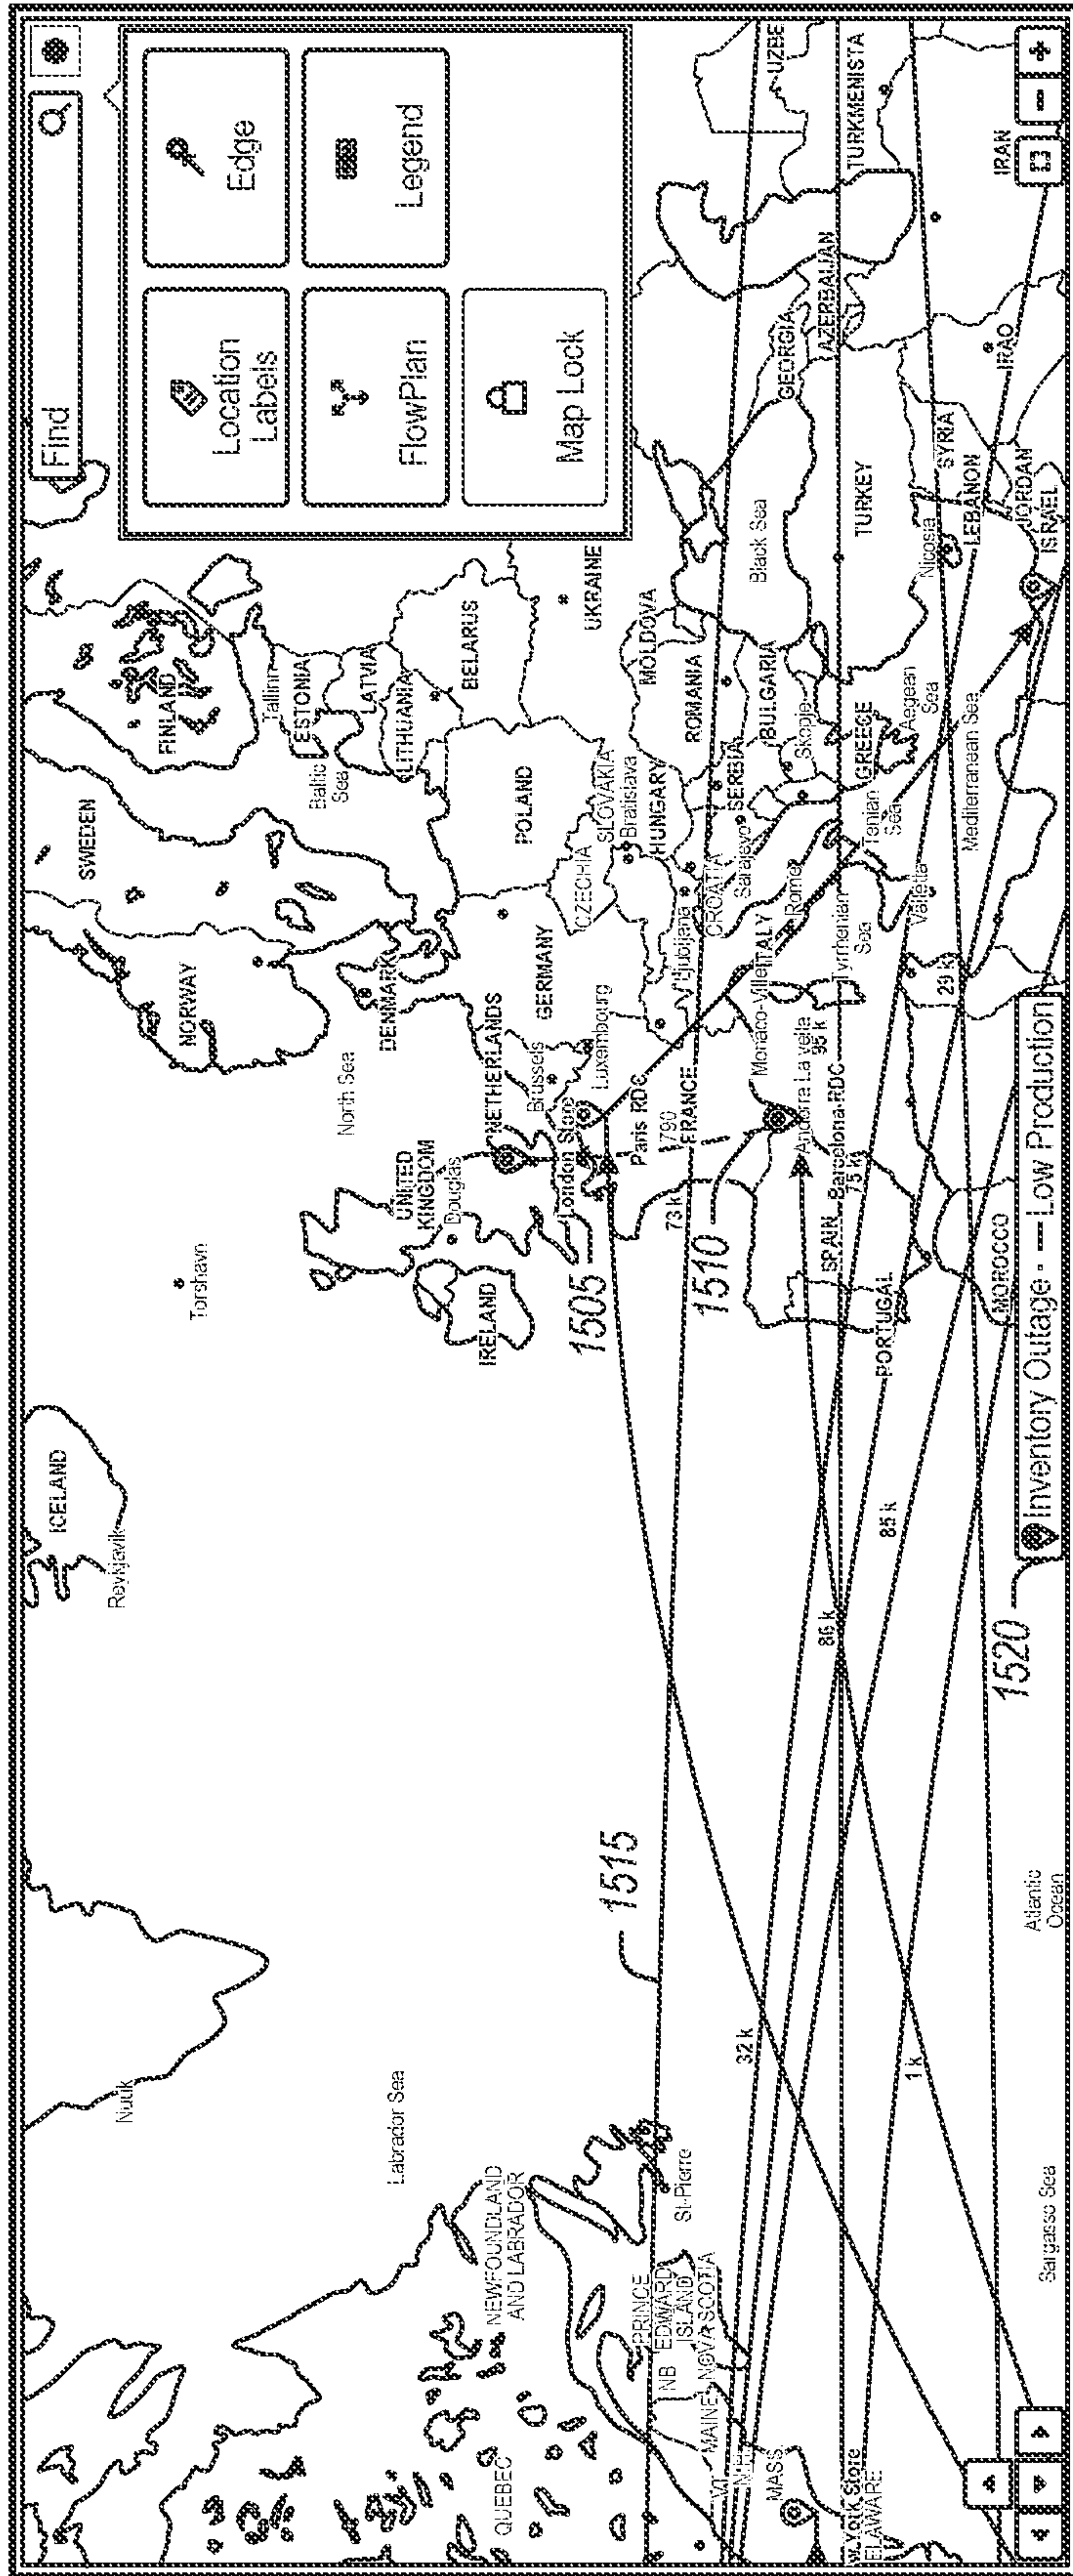 Find
Location
Labels
Edge
FlowPlan
Legend
Map Lock
ICELAND
Reykjavik
Nuuk
Torshavn
NORWAY
SWEDEN
FINLAND
Tallinn
ESTONIA
LATVIA
LITHUANIA
Baltic
Sea
BELARUS
North Sea
DENMARK
Labrador Sea
UNITED
KINGDOM
Douglas
IRELAND
NETHERLANDS
Brussels
GERMANY
POLAND
UKRAINE
NEWFOUNDLAND
AND LABRADOR
QUEBEC
1505
London Store
Luxembourg
CZECHIA
SLOVAKIA
Bratislava
1515
Paris RDC
HUNGARY
MOLDOVA
PRINCE
EDWARD
ISLAND
NB
St-Pierre
73 k
1790
FRANCE
Ljubljana
ROMANIA
MAINE
NOVA SCOTIA
1510
CROATIA
SERBIA
Sarajevo
BULGARIA
Black Sea
32 k
Monaco-Ville
ITALY
Rome
Skopje
GEORGIA
UZBE
MASS
Andorra La vella
95 k
AZERBAIJAN
86 k
SPAIN
Barcelona RDC
75 k
Tyrrhenian
Sea
GREECE
TURKEY
TURKMENISTA
York Store
ELAWARE
85 k
PORTUGAL
Ionian
Sea
Aegean
Sea
Valletta
Nicosia
1 k
29 k
Mediterranean Sea
SYRIA
LEBANON
MOROCCO
IRAQ
IRAN
JORDAN
ISRAEL
1520
Sargasso Sea
Atlantic
Ocean
Inventory Outage - — Low Production